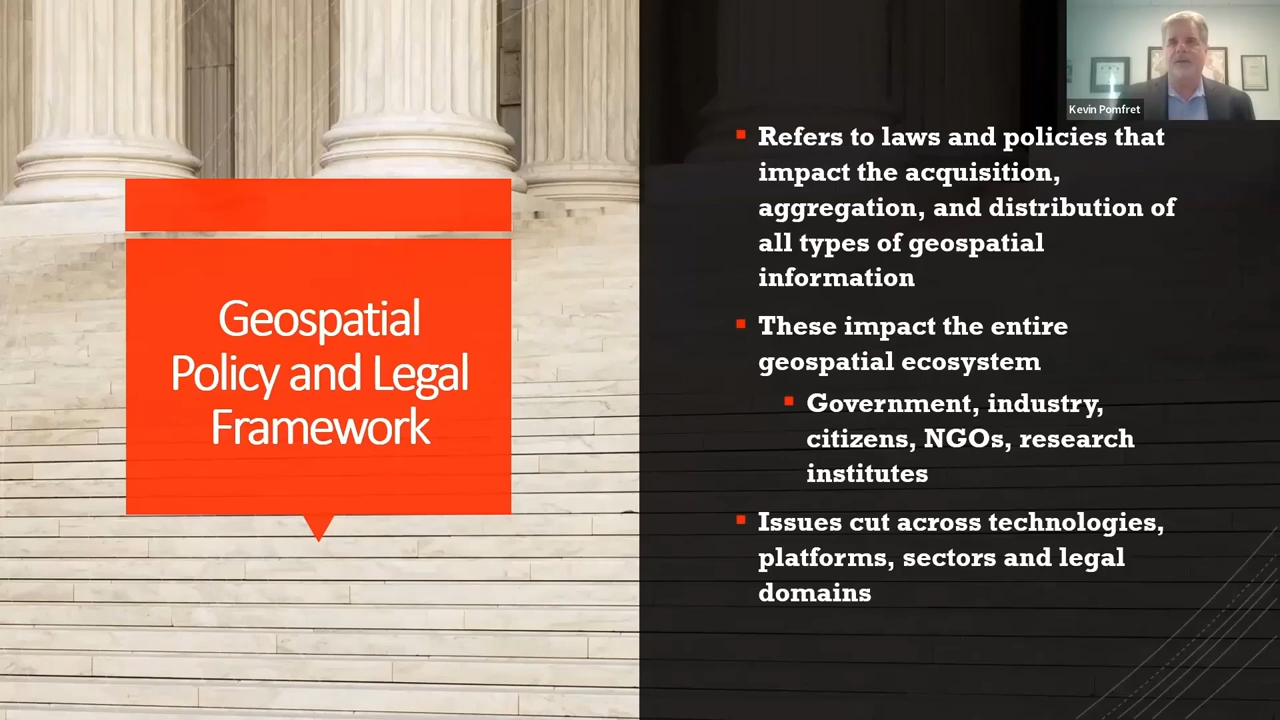 Geospatial
Policy and Legal
Framework
Kevin Pomfret
Refers to laws and policies that
impact the acquisition,
aggregation, and distribution of
all types of geospatial
information
These impact the entire
geospatial ecosystem
Government, industry,
citizens, NGOs, research
institutes
Issues cut across technologies,
platforms, sectors and legal
domains